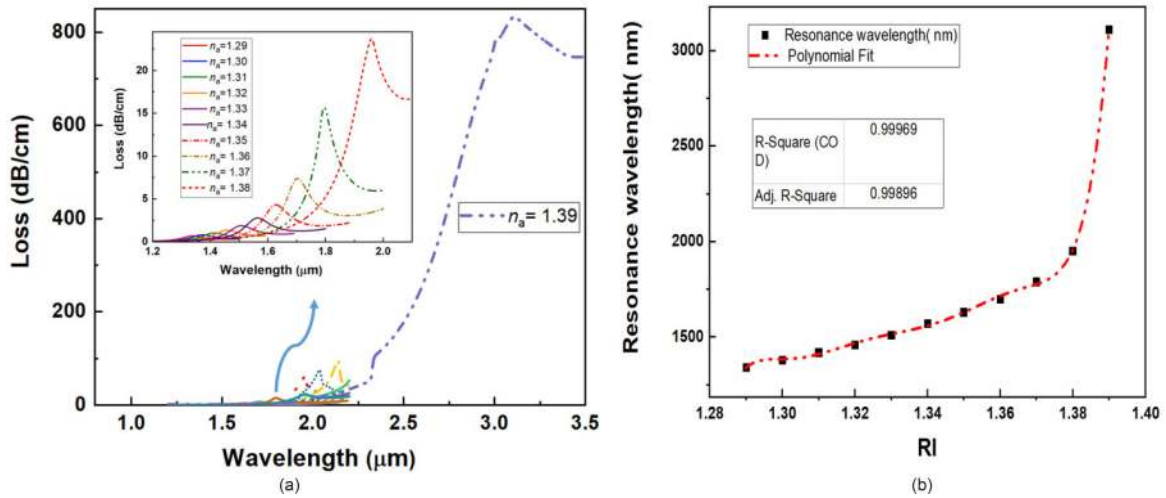 800
600
400
200
0
Loss (dB/cm)
1.0
1.5
2.0
2.5
3.0
3.5
Wavelength (μm)
nₐ= 1.39
20
15
10
5
0
Loss (dB/cm)
1.2
1.4
1.6
1.8
2.0
Wavelength (μm)
nₐ=1.29
nₐ=1.30
nₐ=1.31
nₐ=1.32
nₐ=1.33
nₐ= 1.34
nₐ=1.35
nₐ= 1.36
nₐ=1.37
nₐ= 1.38
(a)
Resonance wavelength( nm)
3000
2500
2000
1500
1.28
1.30
1.32
1.34
1.36
1.38
1.40
RI
Resonance wavelength( nm)
Polynomial Fit
R-Square (CO
D)
0.99969
Adj. R-Square
0.99896
(b)